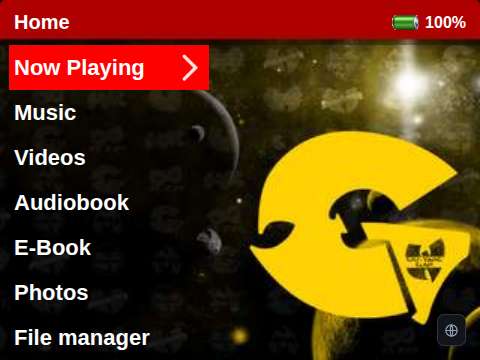 Home
100%
Now Playing
Music
Videos
Audiobook
E-Book
Photos
File manager